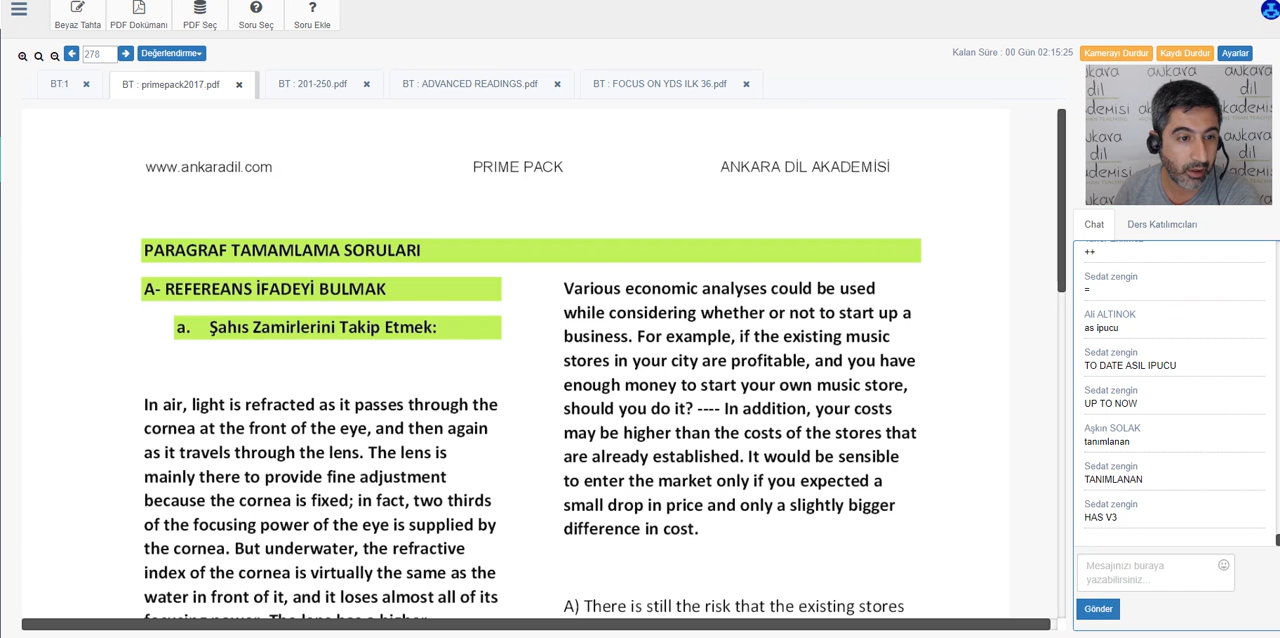 Beyaz Tahta
PDF Dokümanı
PDF Seç
Soru Seç
Soru Ekle
278
Değerlendirme
Kalan Süre : 00 Gün 02:15:25
Kamerayı Durdur
Kaydı Durdur
Ayarlar
BT:1
BT : primepack2017.pdf
BT : 201-250.pdf
BT : ADVANCED READINGS.pdf
BT : FOCUS ON YDS ILK 36.pdf
www.ankaradil.com
PRIME PACK
ANKARA DİL AKADEMİSİ
PARAGRAF TAMAMLAMA SORULARI
A- REFEREANS İFADEYİ BULMAK
a. Şahıs Zamirlerini Takip Etmek:
In air, light is refracted as it passes through the
cornea at the front of the eye, and then again
as it travels through the lens. The lens is
mainly there to provide fine adjustment
because the cornea is fixed; in fact, two thirds
of the focusing power of the eye is supplied by
the cornea. But underwater, the refractive
index of the cornea is virtually the same as the
water in front of it, and it loses almost all of its
focusing power. The lens has a higher
Various economic analyses could be used
while considering whether or not to start up a
business. For example, if the existing music
stores in your city are profitable, and you have
enough money to start your own music store,
should you do it? ---- In addition, your costs
may be higher than the costs of the stores that
are already established. It would be sensible
to enter the market only if you expected a
small drop in price and only a slightly bigger
difference in cost.
A) There is still the risk that the existing stores
ankara
dil
Chat
Ders Katılımcıları
++
Sedat zengin
=
Ali ALTINOK
as ipucu
Sedat zengin
TO DATE ASIL IPUCU
Sedat zengin
UP TO NOW
Aşkın SOLAK
tanımlanan
Sedat zengin
TANIMLANAN
Sedat zengin
HAS V3
Mesajınızı buraya
yazabilirsiniz...
Gönder